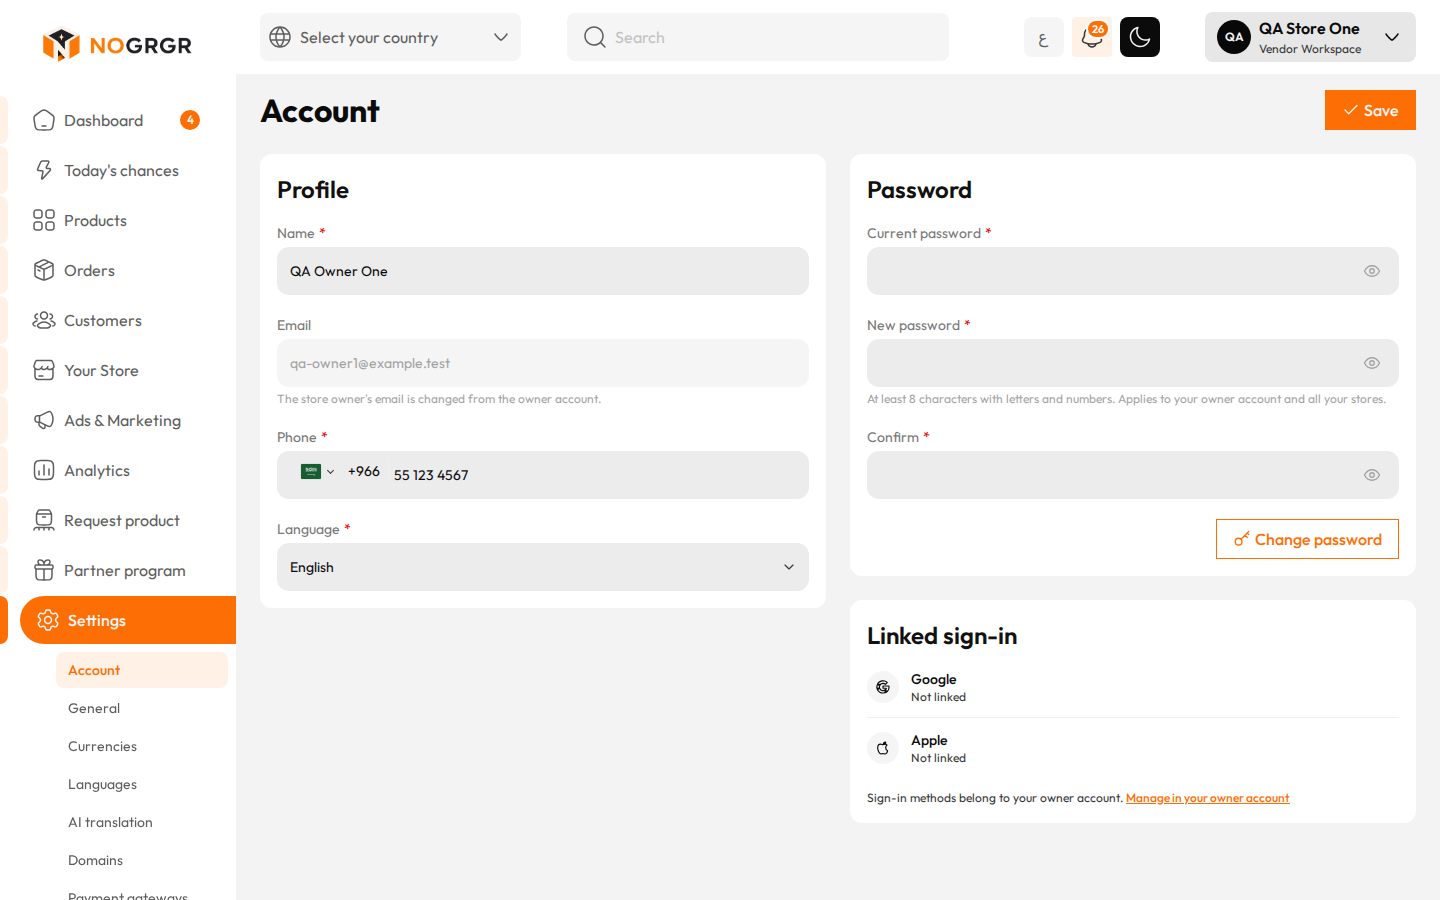 NOGRGR
Select your country
Search
ع
26
QA
QA Store One
Vendor Workspace
Dashboard
4
Today's chances
Products
Orders
Customers
Your Store
Ads & Marketing
Analytics
Request product
Partner program
Settings
Account
General
Currencies
Languages
AI translation
Domains
Payment gateways
Account
Save
Profile
Name *
QA Owner One
Email
qa-owner1@example.test
The store owner's email is changed from the owner account.
Phone *
+966
55 123 4567
Language *
English
Password
Current password *
New password *
At least 8 characters with letters and numbers. Applies to your owner account and all your stores.
Confirm *
Change password
Linked sign-in
Google
Not linked
Apple
Not linked
Sign-in methods belong to your owner account. Manage in your owner account